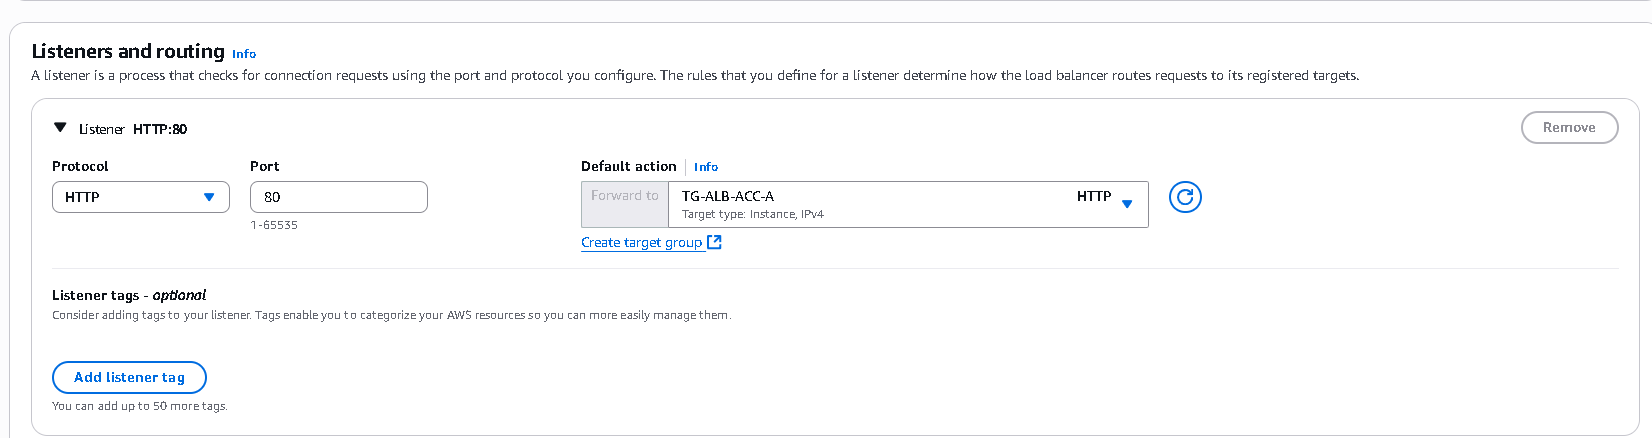 Listeners and routing Info
A listener is a process that checks for connection requests using the port and protocol you configure. The rules that you define for a listener determine how the load balancer routes requests to its registered targets.
Listener HTTP:80
Remove
Protocol
Port
Default action
Info
HTTP
80
Forward to
TG-ALB-ACC-A
HTTP
Target type: Instance, IPv4
1-65535
Create target group
Listener tags - optional
Consider adding tags to your listener. Tags enable you to categorize your AWS resources so you can more easily manage them.
Add listener tag
You can add up to 50 more tags.